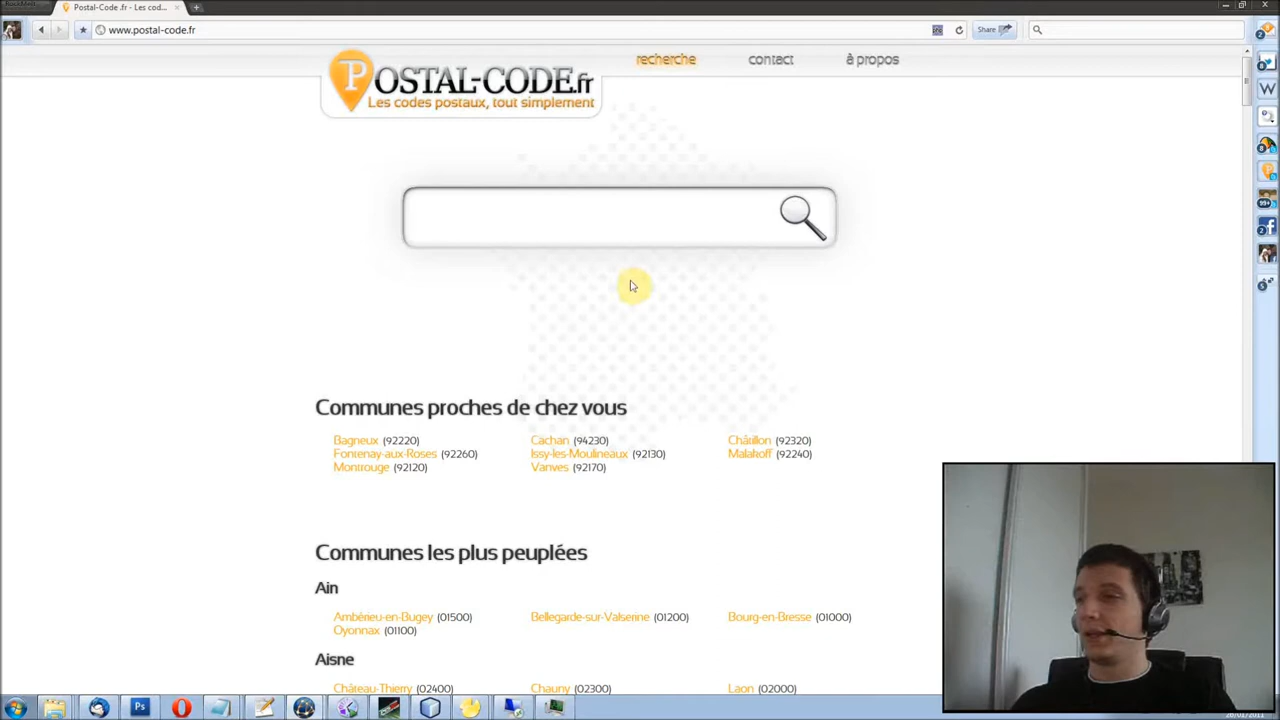 Postal-Code .fr - Les cod...
www.postal-code.fr
Share
recherche
contact
à propos
POSTAL-CODE.fr
Les codes postaux, tout simplement
Communes proches de chez vous
Bagneux (92220)
Cachan (94230)
Châtillon (92320)
Fontenay-aux-Roses (92260)
Issy-les-Moulineaux (92130)
Malakoff (92240)
Montrouge (92120)
Vanves (92170)
Communes les plus peuplées
Ain
Ambérieu-en-Bugey (01500)
Bellegarde-sur-Valserine (01200)
Bourg-en-Bresse (01000)
Oyonnax (01100)
Aisne
Château-Thierry (02400)
Chauny (02300)
Laon (02000)